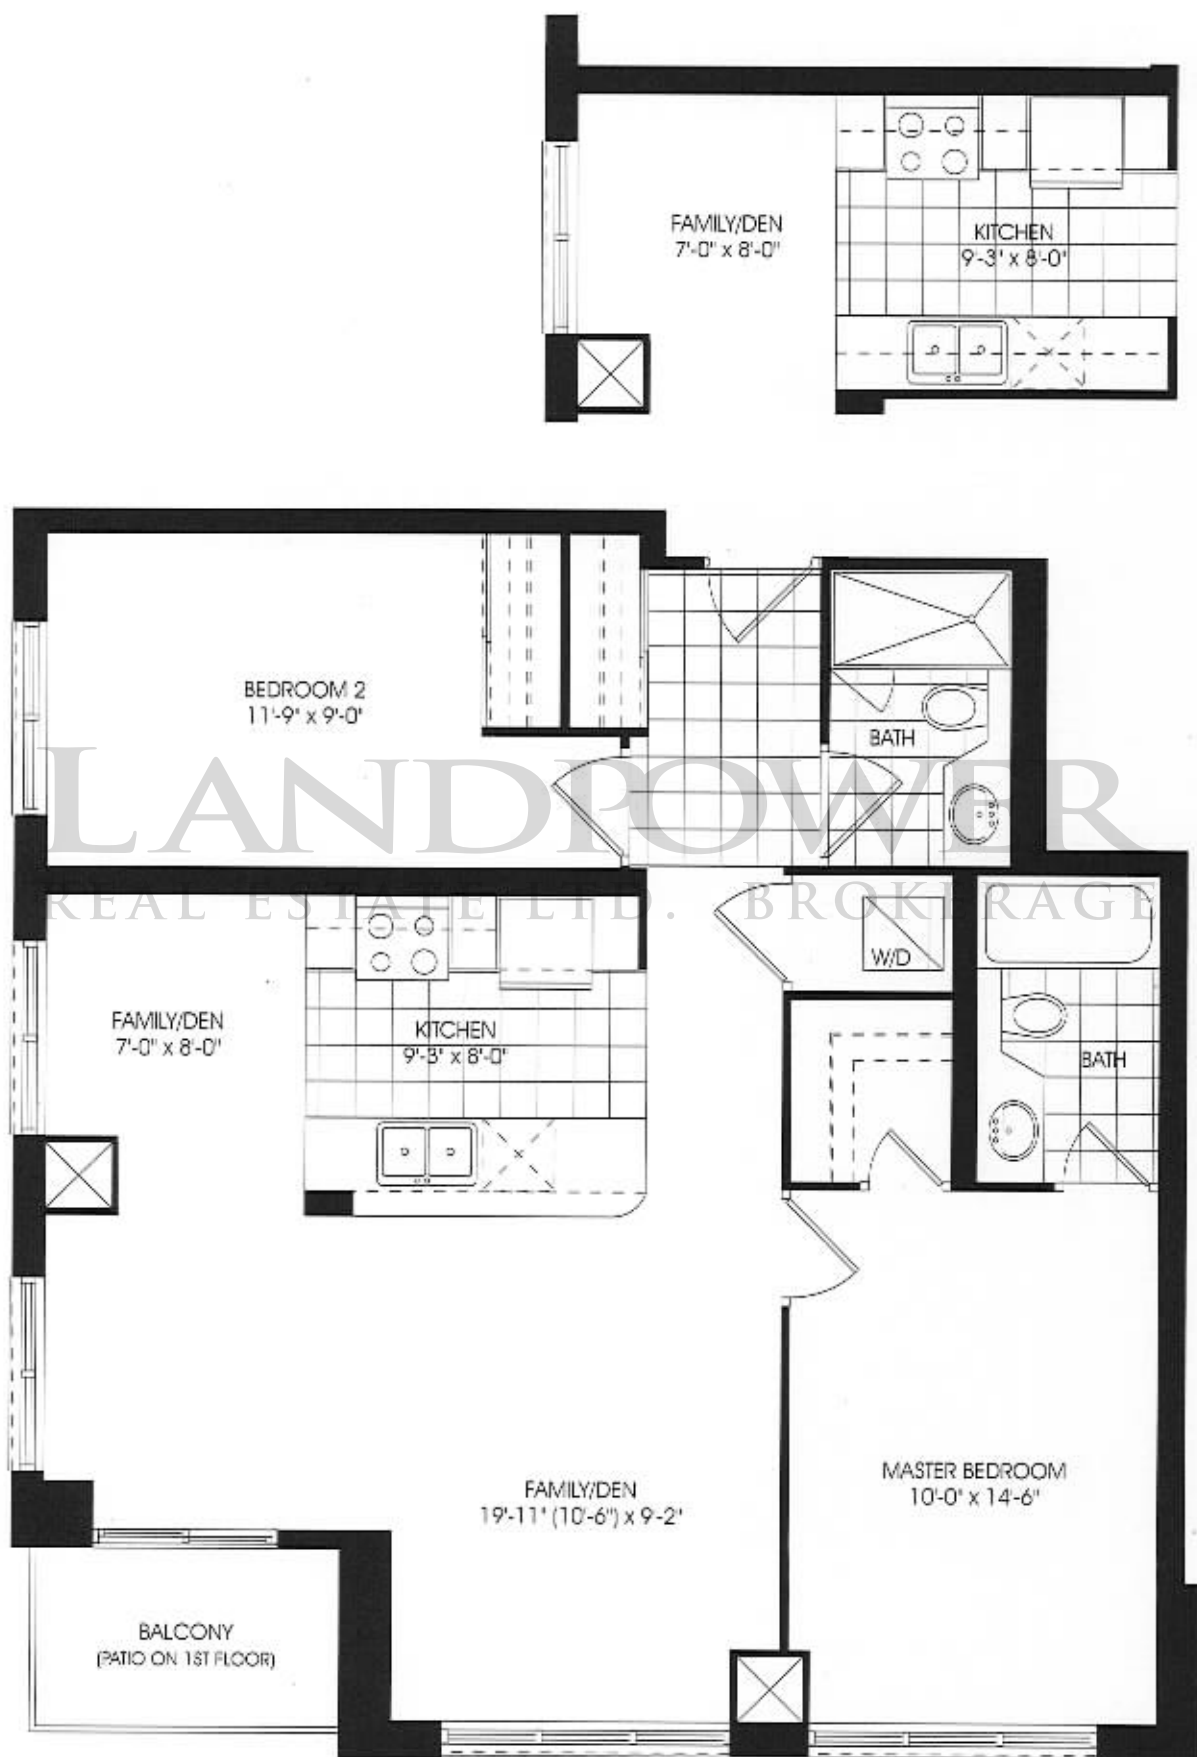 FAMILY/DEN
7'-0" x 8'-0"
KITCHEN
9'-3" x 8'-0"
BEDROOM 2
11'-9" x 9'-0"
BATH
LANDPOWER
REAL ESTATE LTD. BROKERAGE
W/D
FAMILY/DEN
7'-0" x 8'-0"
KITCHEN
9'-3" x 8'-0"
BATH
MASTER BEDROOM
10'-0" x 14'-6"
FAMILY/DEN
19'-11" (10'-6") x 9'-2"
BALCONY
(PATIO ON 1ST FLOOR)